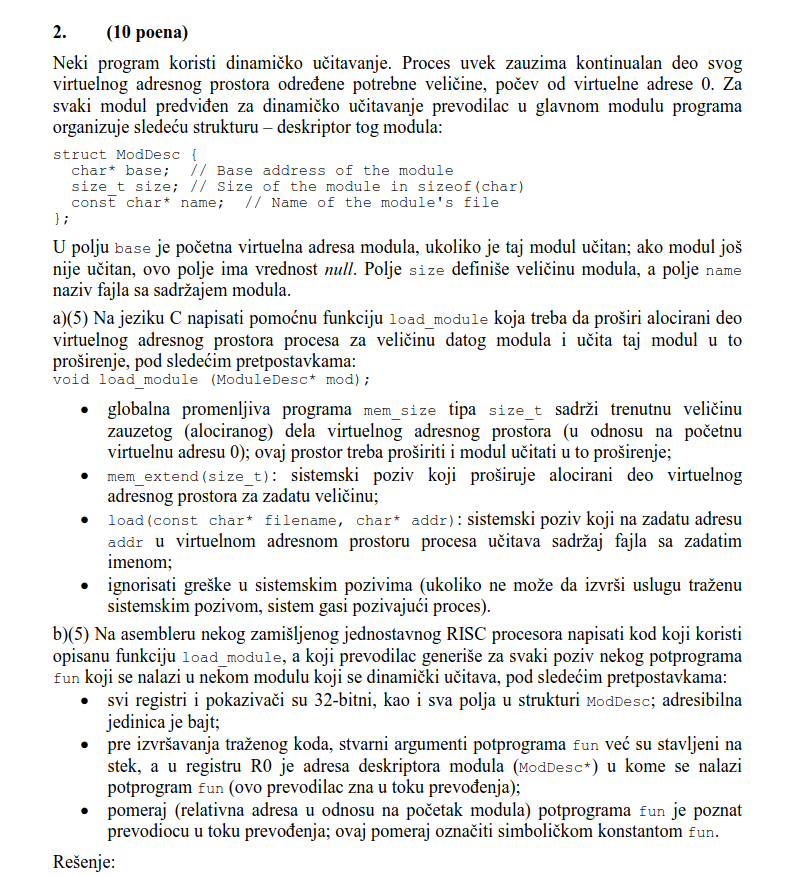 2. (10 poena)
Neki program koristi dinamičko učitavanje. Proces uvek zauzima kontinualan deo svog
virtuelnog adresnog prostora određene potrebne veličine, počev od virtuelne adrese 0. Za
svaki modul predviđen za dinamičko učitavanje prevodilac u glavnom modulu programa
organizuje sledeću strukturu – deskriptor tog modula:
struct ModDesc {
char* base; // Base address of the module
size_t size; // Size of the module in sizeof(char)
const char* name; // Name of the module's file
};
U polju base je početna virtuelna adresa modula, ukoliko je taj modul učitan; ako modul još
nije učitan, ovo polje ima vrednost null. Polje size definiše veličinu modula, a polje name
naziv fajla sa sadržajem modula.
a)(5) Na jeziku C napisati pomoćnu funkciju load_module koja treba da proširi alocirani deo
virtuelnog adresnog prostora procesa za veličinu datog modula i učita taj modul u to
proširenje, pod sledećim pretpostavkama:
void load_module (ModuleDesc* mod);
• globalna promenljiva programa mem_size tipa size_t sadrži trenutnu veličinu
zauzetog (alociranog) dela virtuelnog adresnog prostora (u odnosu na početnu
virtuelnu adresu 0); ovaj prostor treba proširiti i modul učitati u to proširenje;
• mem_extend(size_t): sistemski poziv koji proširuje alocirani deo virtuelnog
adresnog prostora za zadatu veličinu;
• load(const char* filename, char* addr): sistemski poziv koji na zadatu adresu
addr u virtuelnom adresnom prostoru procesa učitava sadržaj fajla sa zadatim
imenom;
• ignorisati greške u sistemskim pozivima (ukoliko ne može da izvrši uslugu traženu
sistemskim pozivom, sistem gasi pozivajući proces).
b)(5) Na asembleru nekog zamišljenog jednostavnog RISC procesora napisati kod koji koristi
opisanu funkciju load_module, a koji prevodilac generiše za svaki poziv nekog potprograma
fun koji se nalazi u nekom modulu koji se dinamički učitava, pod sledećim pretpostavkama:
• svi registri i pokazivači su 32-bitni, kao i sva polja u strukturi ModDesc; adresibilna
jedinica je bajt;
• pre izvršavanja traženog koda, stvarni argumenti potprograma fun već su stavljeni na
stek, a u registru R0 je adresa deskriptora modula (ModDesc*) u kome se nalazi
potprogram fun (ovo prevodilac zna u toku prevođenja);
• pomeraj (relativna adresa u odnosu na početak modula) potprograma fun je poznat
prevodiocu u toku prevođenja; ovaj pomeraj označiti simboličkom konstantom fun.
Rešenje: